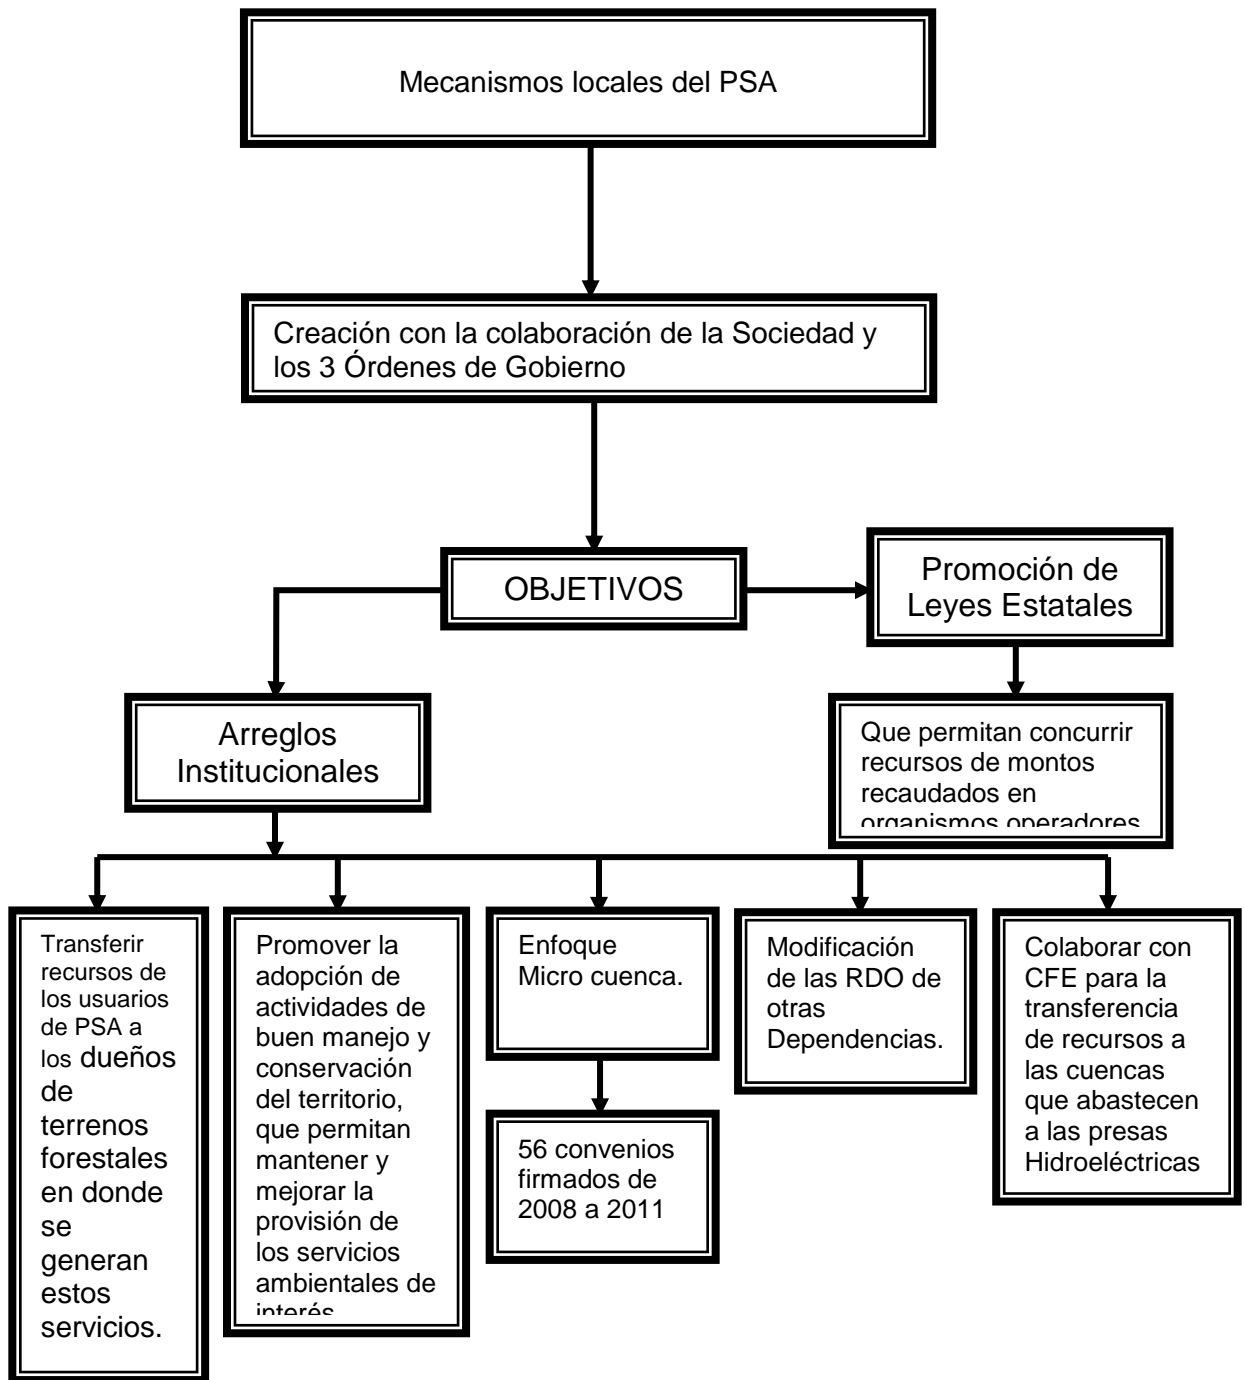 Mecanismos locales del PSA
Creación con la colaboración de la Sociedad y
los 3 Órdenes de Gobierno
OBJETIVOS
Promoción de
Leyes Estatales
Arreglos
Institucionales
Que permitan concurrir
recursos de montos
recaudados en
organismos operadores
Transferir
recursos de
los usuarios
de PSA a
los dueños
de
terrenos
forestales
en donde
se
generan
estos
servicios.
Promover la
adopción de
actividades de
buen manejo y
conservación
del territorio,
que permitan
mantener y
mejorar la
provisión de
los servicios
ambientales de
interés
Enfoque
Micro cuenca.
56 convenios
firmados de
2008 a 2011
Modificación
de las RDO de
otras
Dependencias.
Colaborar con
CFE para la
transferencia
de recursos a
las cuencas
que abastecen
a las presas
Hidroeléctricas